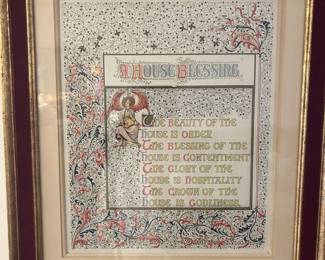 A House Blessing
The Beauty of the
house is Order
The Blessing of the
house is Contentment
The Glory of the
house is Hospitality
The Crown of the
house is Godliness.